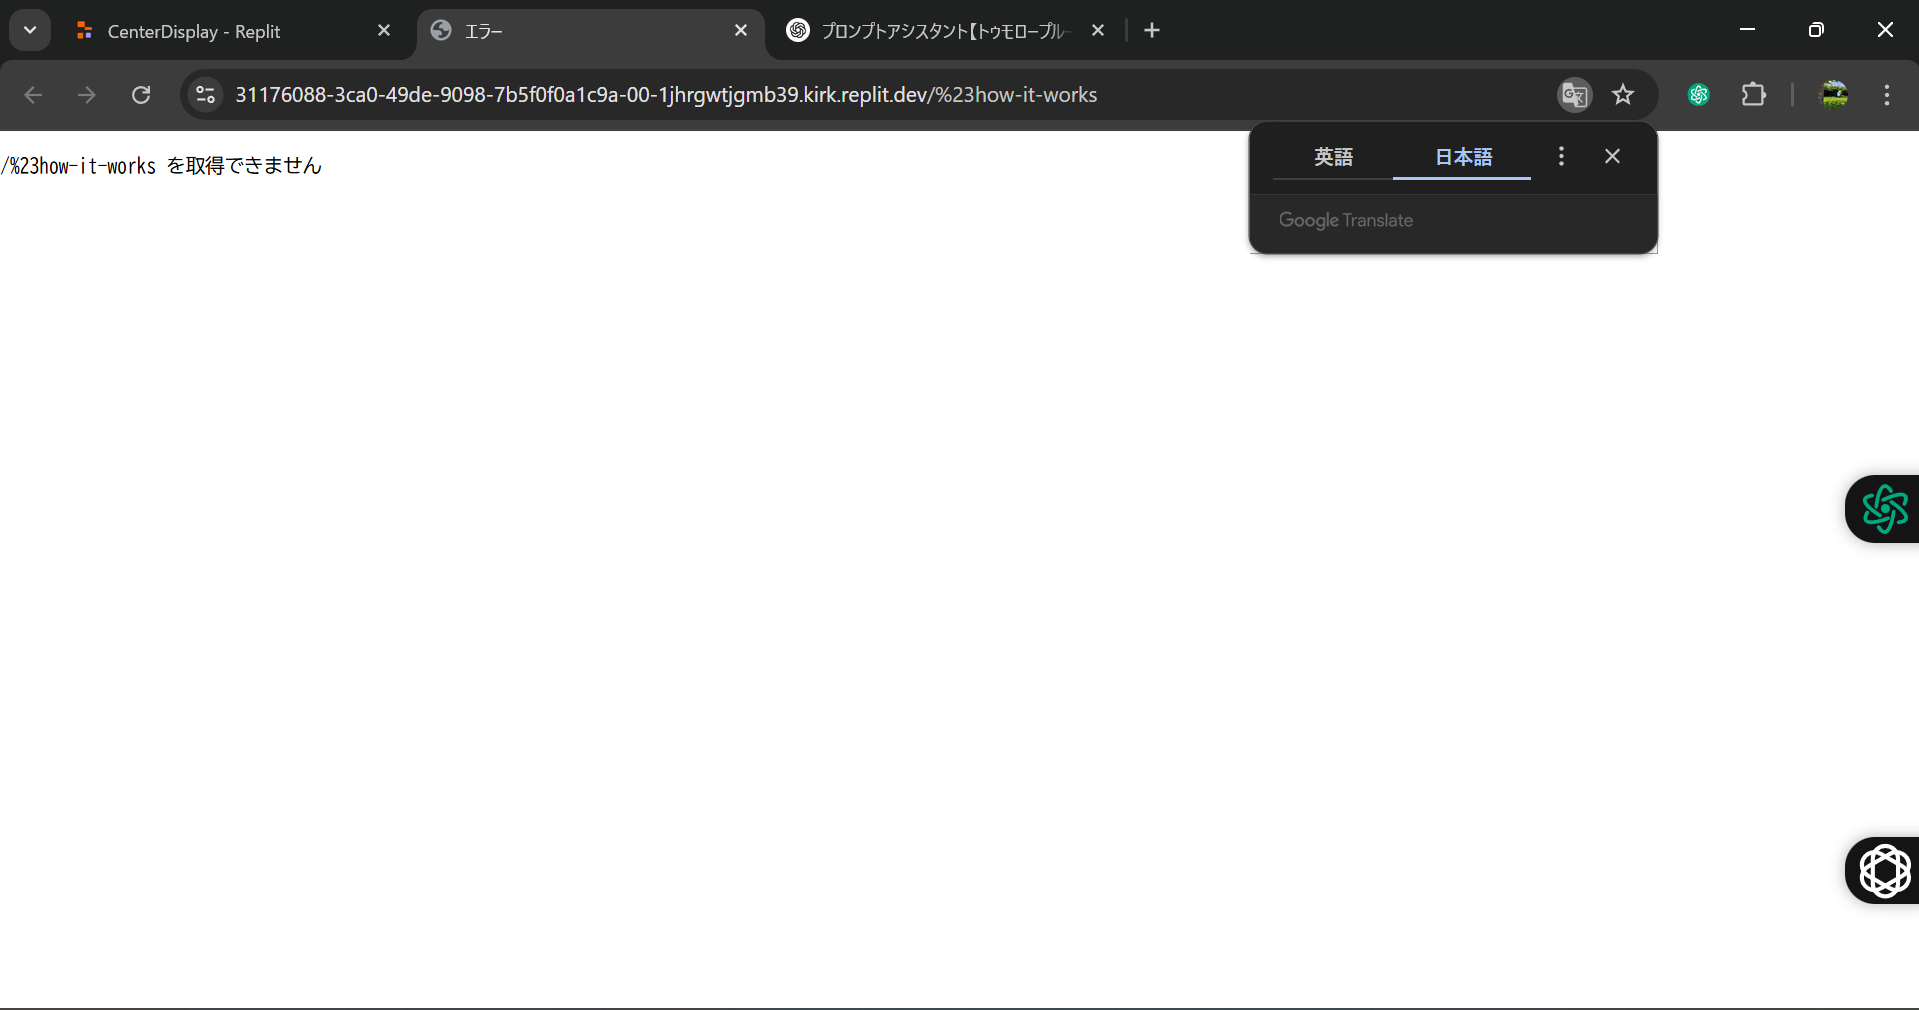 CenterDisplay - Replit
エラー
プロンプトアシスタント【トゥモロープルー
31176088-3ca0-49de-9098-7b5f0f0a1c9a-00-1jhrgwtjgmb39.kirk.replit.dev/%23how-it-works
英語 日本語
Google Translate
/%23how-it-works を取得できません